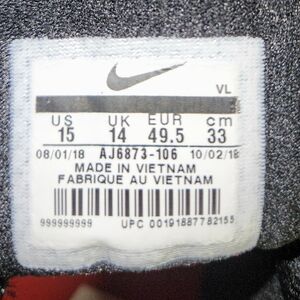 VL
US UK EUR cm
15 14 49.5 33
08/01/18 AJ6873-106 10/02/18
MADE IN VIETNAM
FABRIQUE AU VIETNAM
999999999 UPC 00191887782155